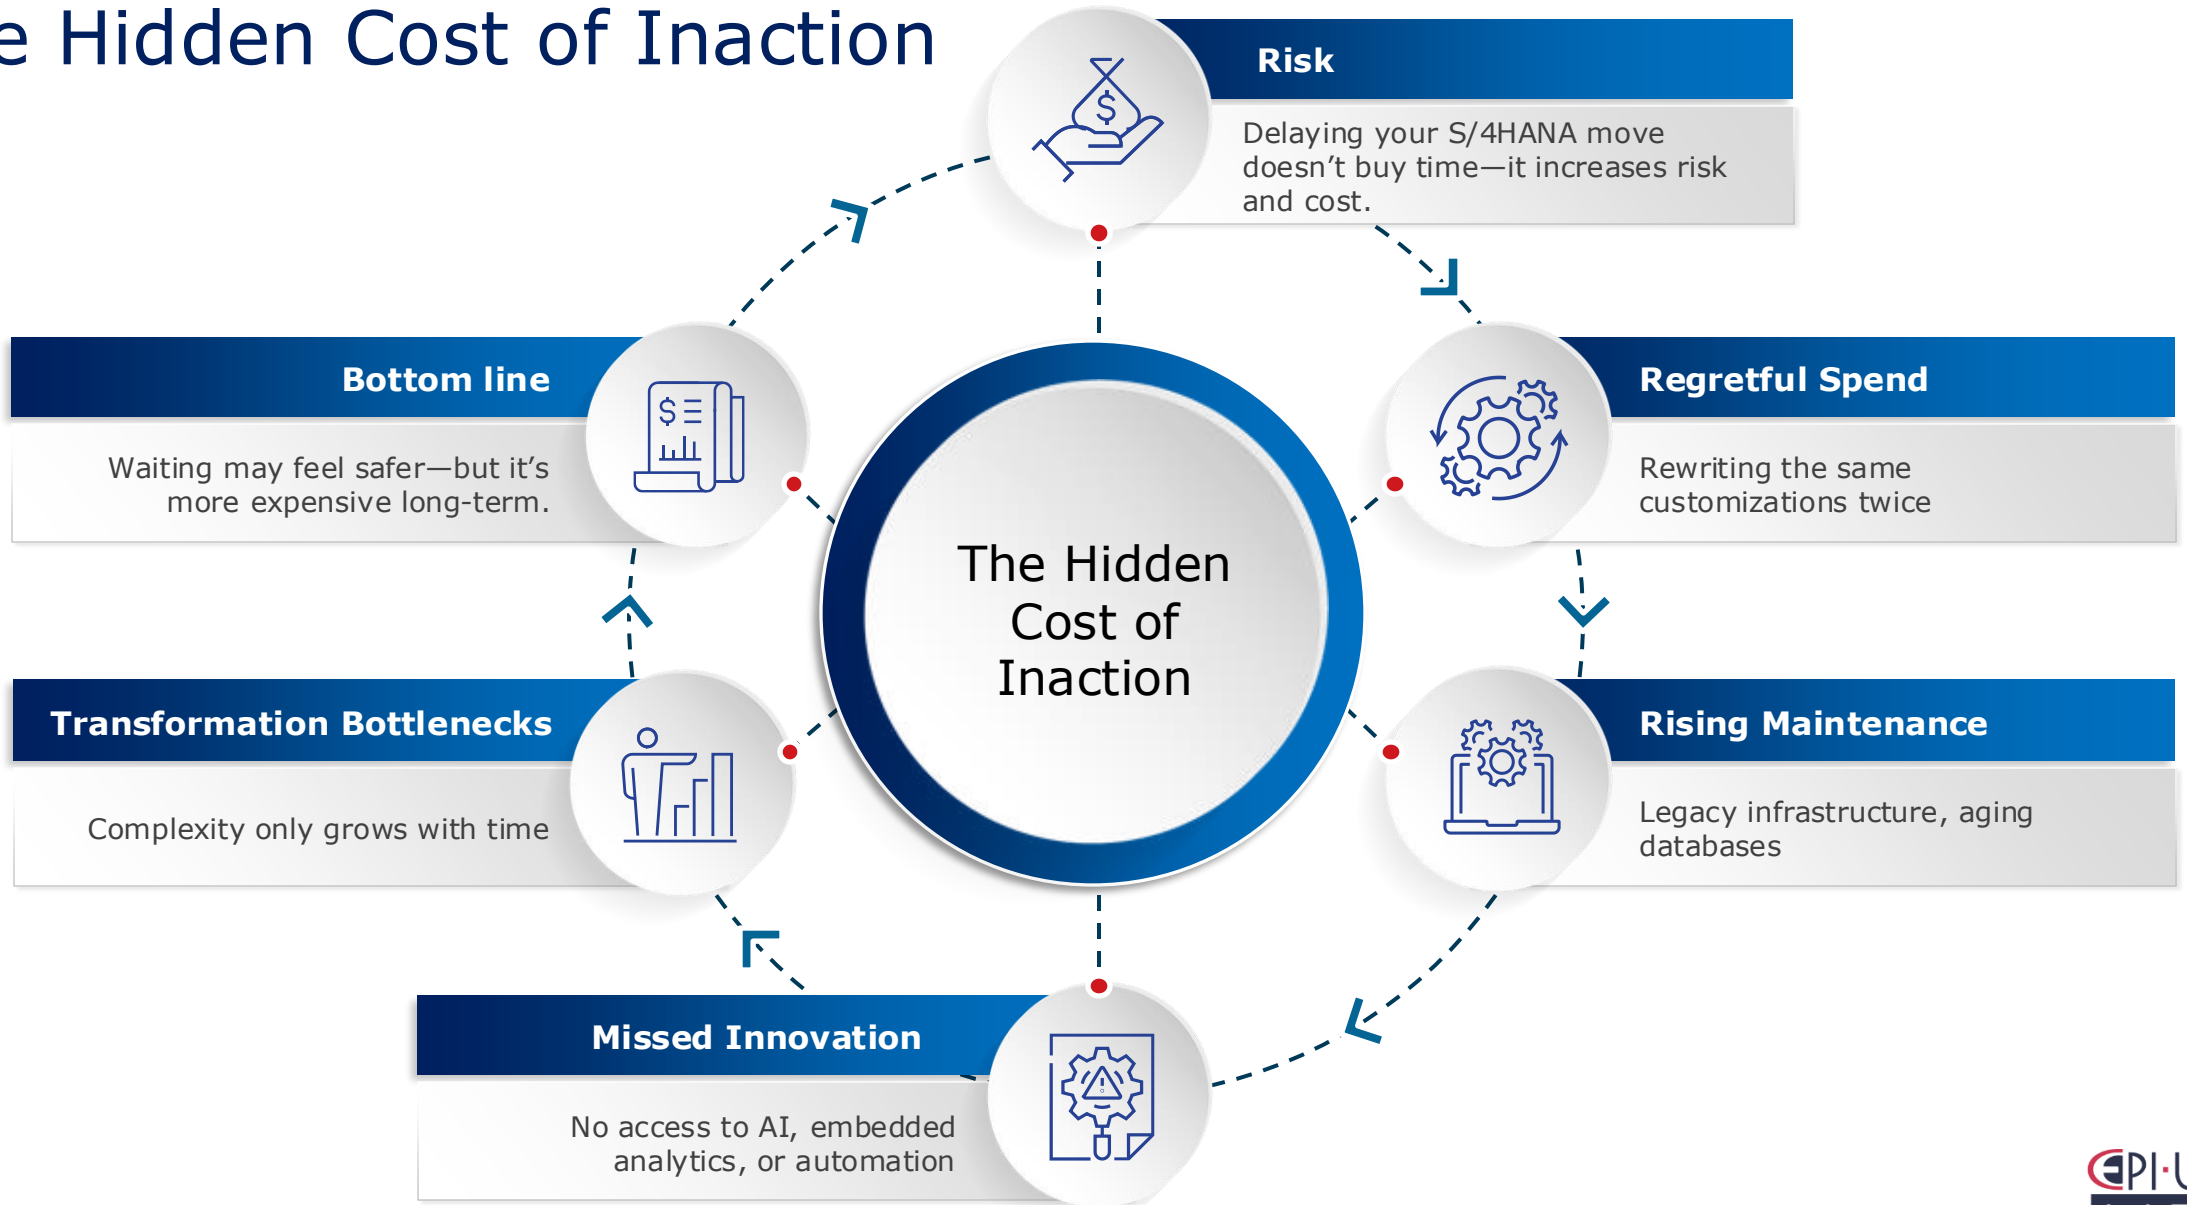 e Hidden Cost of Inaction
Risk
Delaying your S/4HANA move
doesn't buy time—it increases risk
and cost.
Regretful Spend
Rewriting the same
customizations twice
Rising Maintenance
Legacy infrastructure, aging
databases
Missed Innovation
No access to AI, embedded
analytics, or automation
Transformation Bottlenecks
Complexity only grows with time
Bottom line
Waiting may feel safer—but it's
more expensive long-term.
The Hidden
Cost of
Inaction
$
$
EPI·U